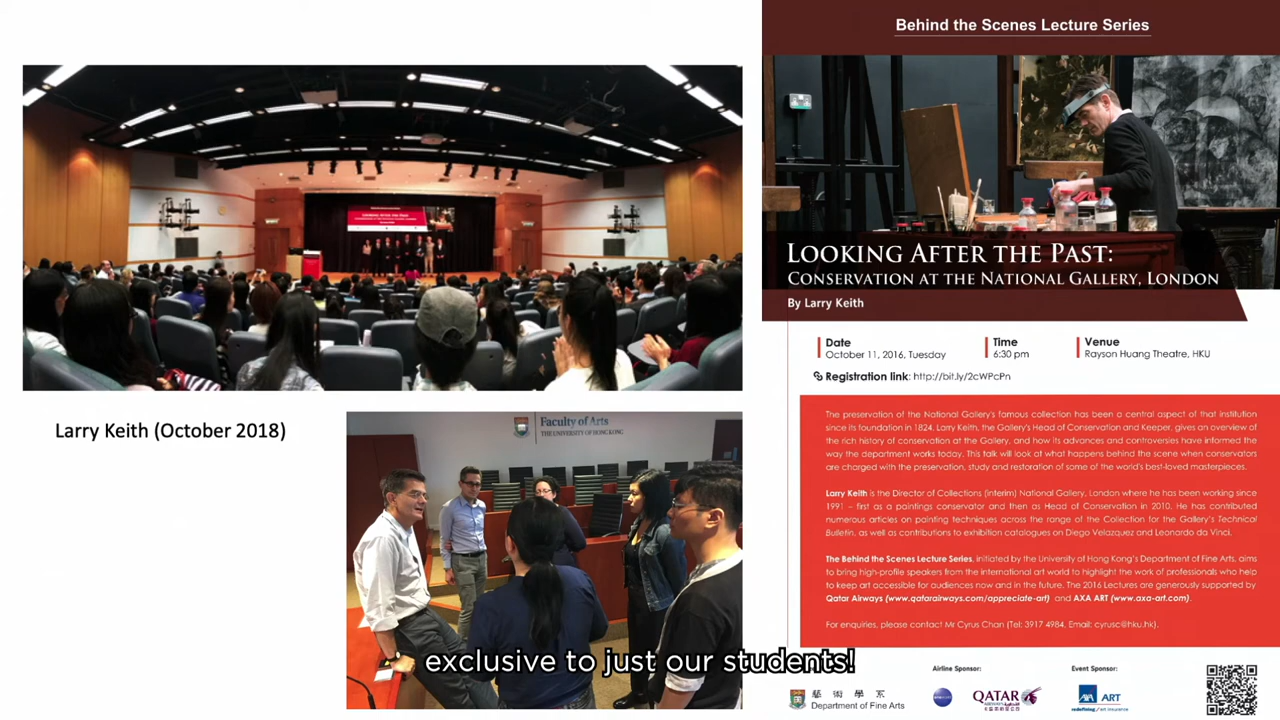 LOOKING AFTER THE PAST:
Larry Keith (October 2018)
Faculty of Arts
THE UNIVERSITY OF HONG KONG
exclusive to just our students!
Behind the Scenes Lecture Series
LOOKING AFTER THE PAST:
CONSERVATION AT THE NATIONAL GALLERY, LONDON
By Larry Keith
Date
October 11, 2016, Tuesday
Time
6:30 pm
Venue
Rayson Huang Theatre, HKU
Registration link: http://bit.ly/2cWPcPn
The preservation of the National Gallery's famous collection has been a central aspect of that institution
since its foundation in 1824. Larry Keith, the Gallery's Head of Conservation and Keeper, gives an overview of
the rich history of conservation at the Gallery, and how its advances and controversies have informed the
way the department works today. This talk will look at what happens behind the scene when conservators
are charged with the preservation, study and restoration of some of the world's best-loved masterpieces.
Larry Keith is the Director of Collections (interim) National Gallery, London where he has been working since
1991 – first as a paintings conservator and then as Head of Conservation in 2010. He has contributed
numerous articles on painting techniques across the range of the Collection for the Gallery's Technical
Bulletin, as well as contributions to exhibition catalogues on Diego Velazquez and Leonardo da Vinci.
The Behind the Scenes Lecture Series, initiated by the University of Hong Kong's Department of Fine Arts, aims
to bring high-profile speakers from the international art world to highlight the work of professionals who help
to keep art accessible for audiences now and in the future. The 2016 Lectures are generously supported by
Qatar Airways (www.qatarairways.com/appreciate-art) and AXA ART (www.axa-art.com).
For enquiries, please contact Mr Cyrus Chan (Tel: 3917 4984, Email: cyrusc@hku.hk).
藝術學系
Department of Fine Arts
Airline Sponsor:
oneworld
QATAR
AIRWAYS القطرية
Event Sponsor:
AXA ART
redefining / art insurance